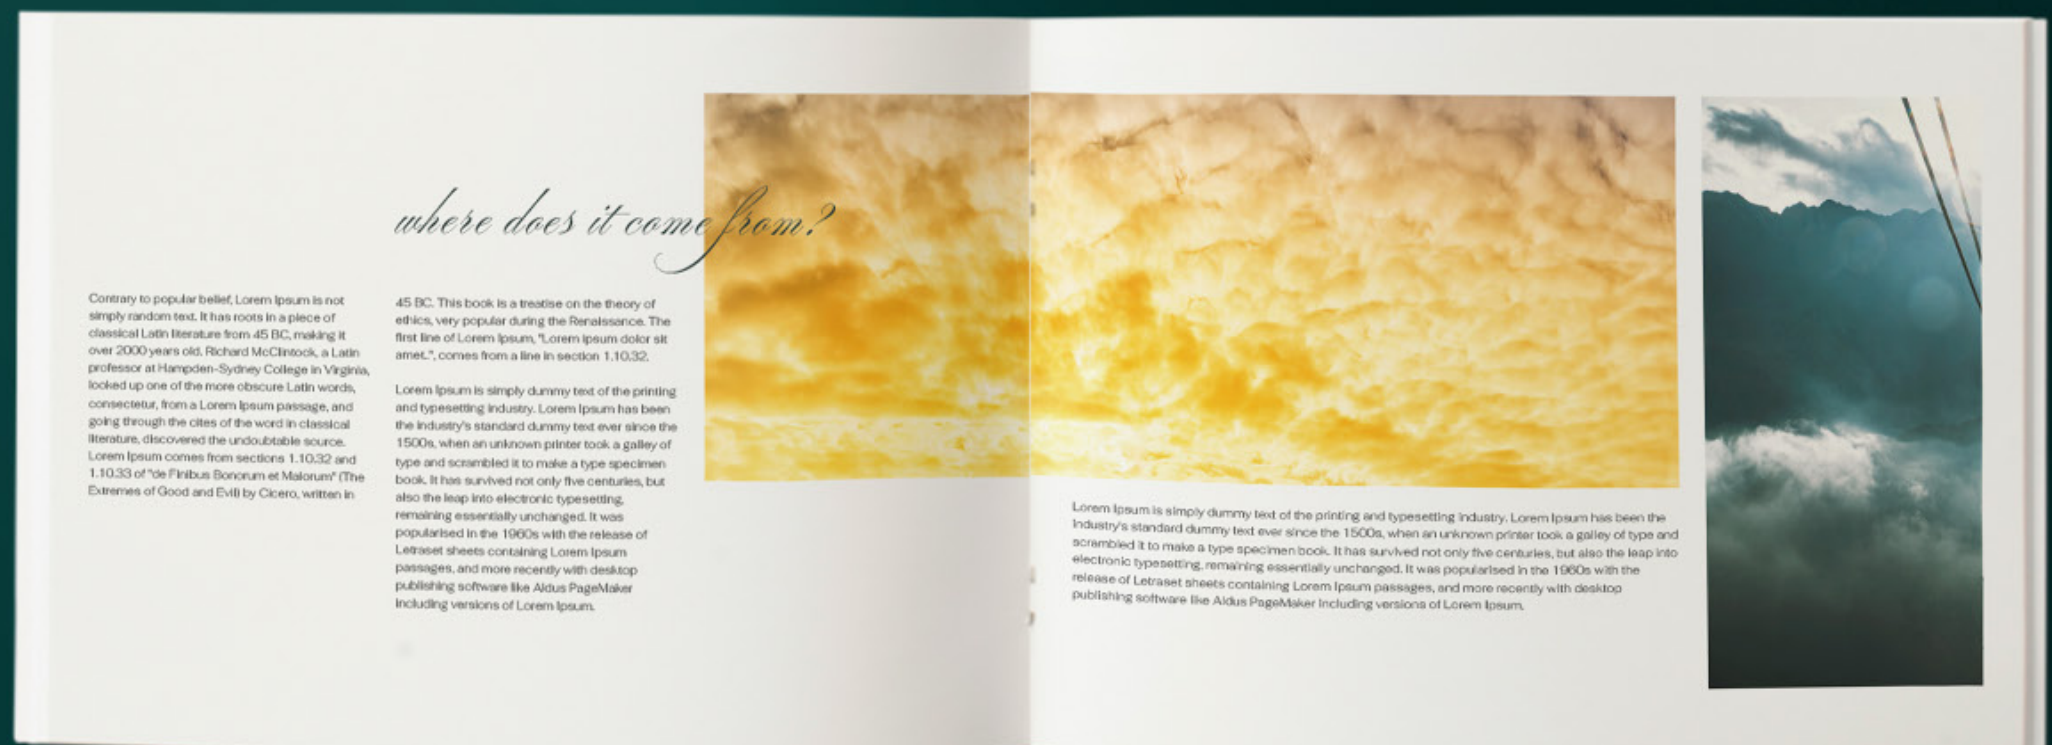 where does it come from?
Contrary to popular belief, Lorem Ipsum is not
simply random text. It has roots in a piece of
classical Latin literature from 45 BC, making it
over 2000 years old. Richard McClintock, a Latin
professor at Hampden-Sydney College in Virginia,
looked up one of the more obscure Latin words,
consectetur, from a Lorem Ipsum passage, and
going through the cites of the word in classical
literature, discovered the undoubtable source.
Lorem Ipsum comes from sections 1.10.32 and
1.10.33 of "de Finibus Bonorum et Malorum" (The
Extremes of Good and Evil) by Cicero, written in
45 BC. This book is a treatise on the theory of
ethics, very popular during the Renaissance. The
first line of Lorem Ipsum, "Lorem ipsum dolor sit
amet..", comes from a line in section 1.10.32.
Lorem Ipsum is simply dummy text of the printing
and typesetting industry. Lorem Ipsum has been
the industry's standard dummy text ever since the
1500s, when an unknown printer took a galley of
type and scrambled it to make a type specimen
book. It has survived not only five centuries, but
also the leap into electronic typesetting,
remaining essentially unchanged. It was
popularised in the 1960s with the release of
Letraset sheets containing Lorem Ipsum
passages, and more recently with desktop
publishing software like Aldus PageMaker
including versions of Lorem Ipsum.
Lorem Ipsum is simply dummy text of the printing and typesetting industry. Lorem Ipsum has been the
industry's standard dummy text ever since the 1500s, when an unknown printer took a galley of type and
scrambled it to make a type specimen book. It has survived not only five centuries, but also the leap into
electronic typesetting, remaining essentially unchanged. It was popularised in the 1960s with the
release of Letraset sheets containing Lorem Ipsum passages, and more recently with desktop
publishing software like Aldus PageMaker including versions of Lorem Ipsum.